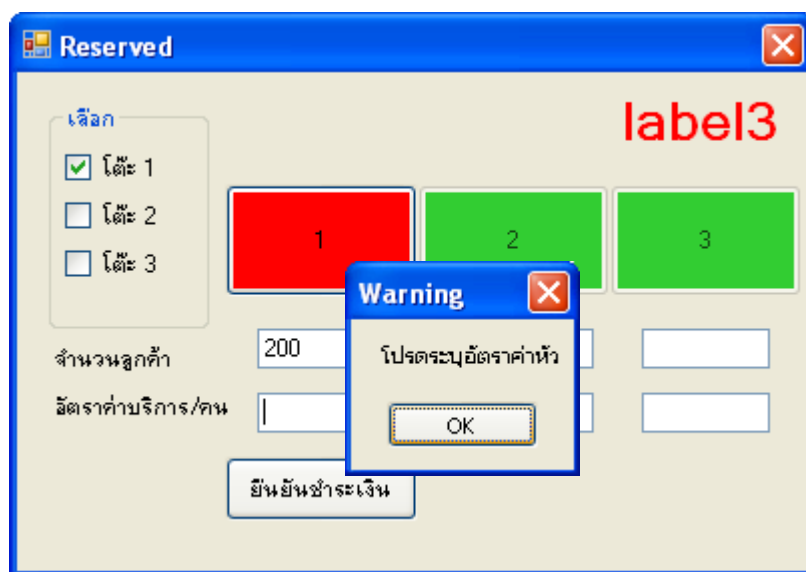 Reserved
label3
เลือก
โต๊ะ 1
โต๊ะ 2
โต๊ะ 3
1
2
3
Warning
โปรดระบุอัตราค่าหัว
OK
จำนวนลูกค้า
200
อัตราค่าบริการ/คน
ยืนยันชำระเงิน